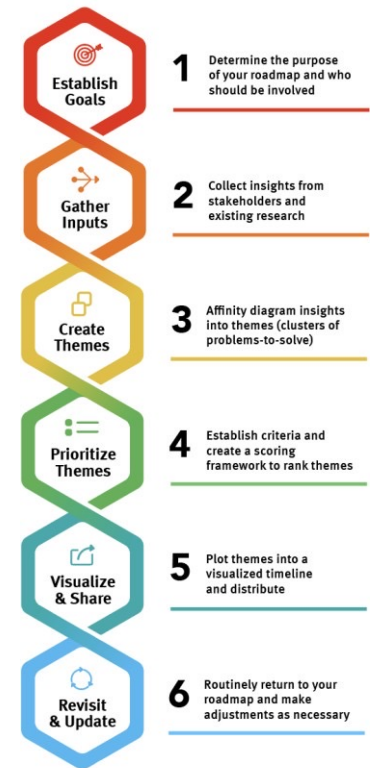 Establish
Goals
1
Determine the purpose
of your roadmap and who
should be involved
Gather
Inputs
2
Collect insights from
stakeholders and
existing research
Create
Themes
3
Affinity diagram insights
into themes (clusters of
problems-to-solve)
Prioritize
Themes
4
Establish criteria and
create a scoring
framework to rank themes
Visualize
& Share
5
Plot themes into a
visualized timeline
and distribute
Revisit
& Update
6
Routinely return to your
roadmap and make
adjustments as necessary